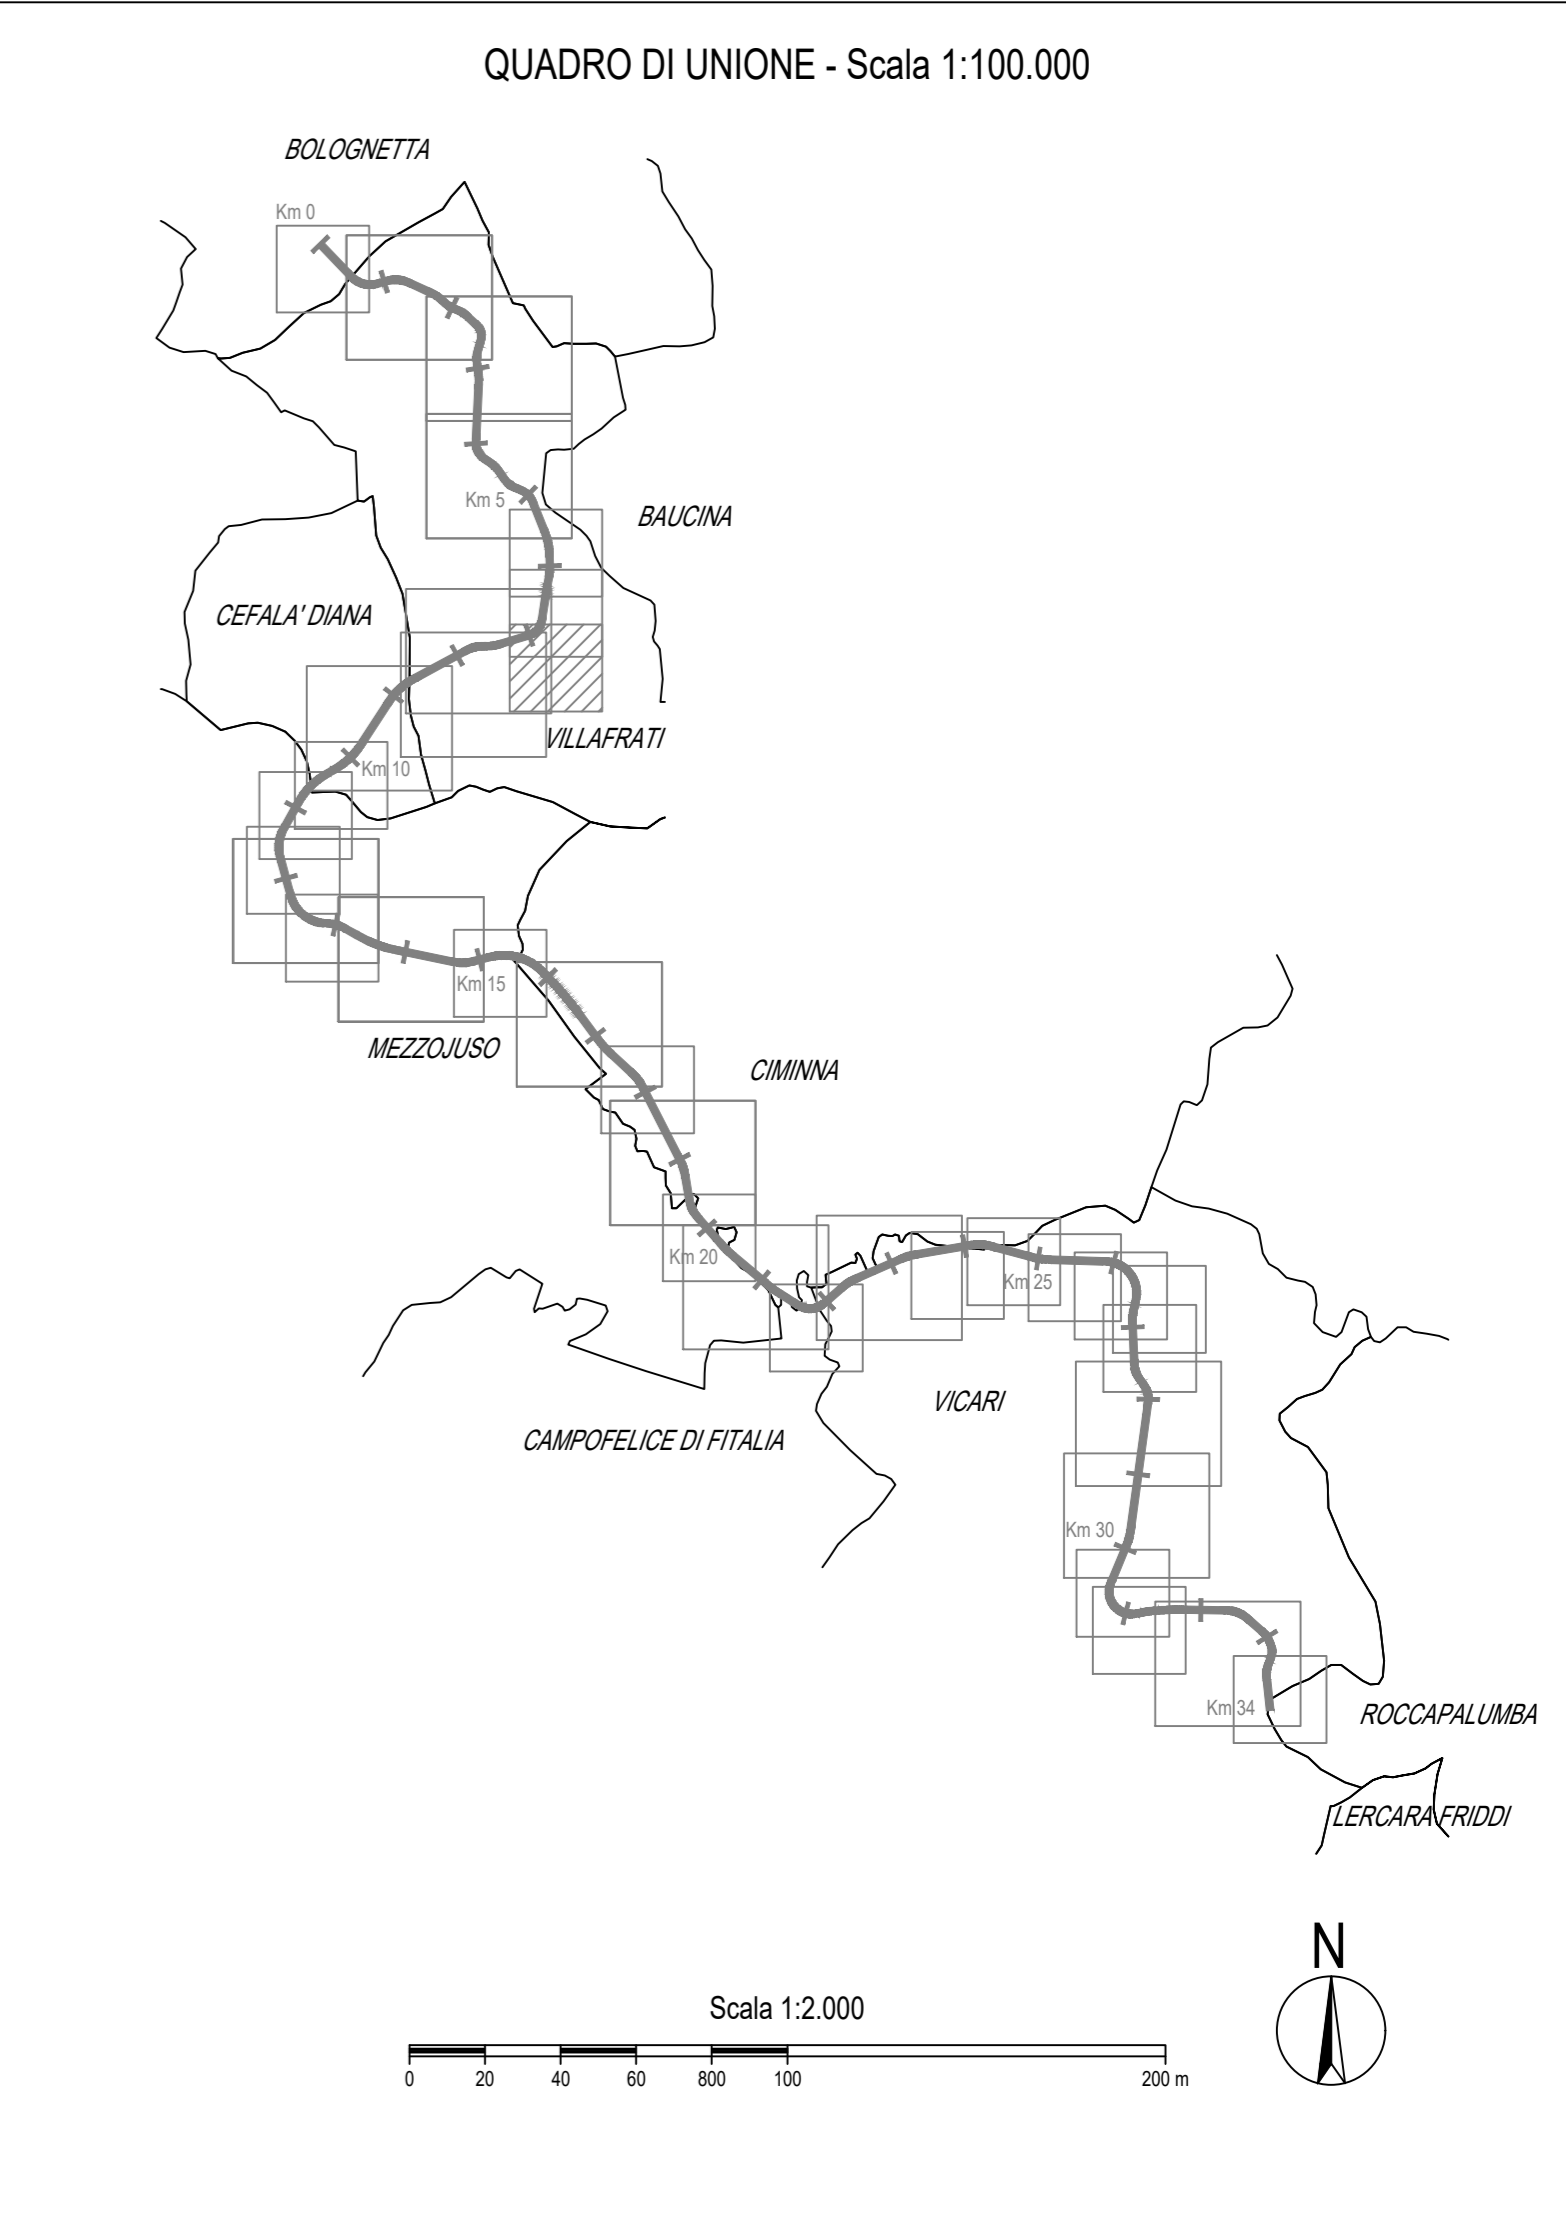 QUADRO DI UNIONE - Scala 1:100.000
BOLOGNETTA
Km 0
Km 5
BAUCINA
CEFALA' DIANA
VILLAFRATI
Km 10
Km 15
MEZZOJUSO
CIMINNA
Km 20
Km 25
VICARI
CAMPOFELICE DI FITALIA
Km 30
Km 34
ROCCAPALUMBA
LERCARA FRIDDI
N
Scala 1:2.000
0 20 40 60 800 100 200 m